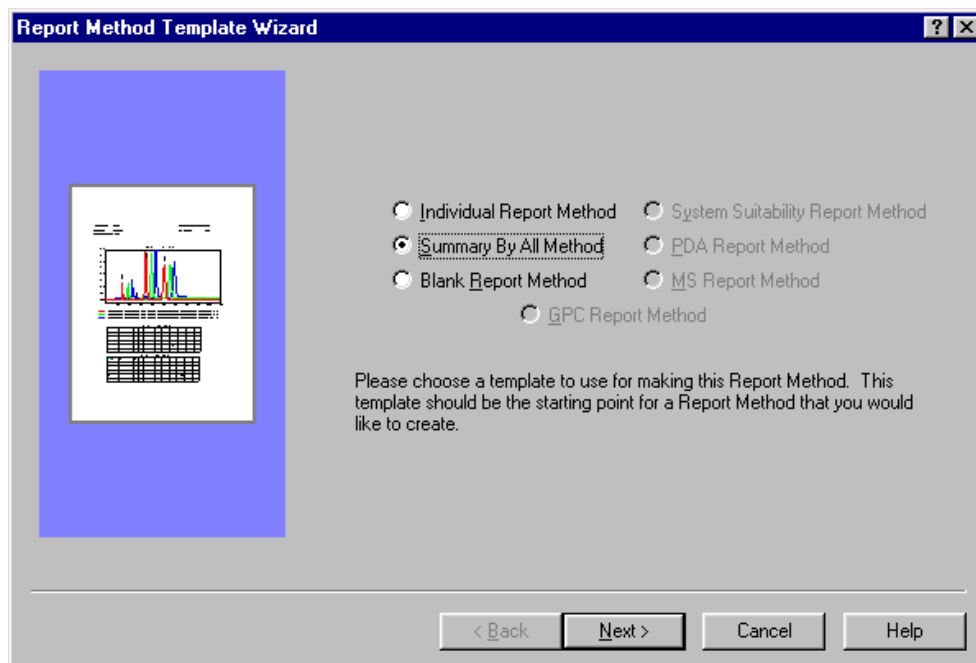 Report Method Template Wizard
Individual Report Method
System Suitability Report Method
Summary By All Method
PDA Report Method
Blank Report Method
MS Report Method
GPC Report Method
Please choose a template to use for making this Report Method. This
template should be the starting point for a Report Method that you would
like to create.
< Back
Next >
Cancel
Help